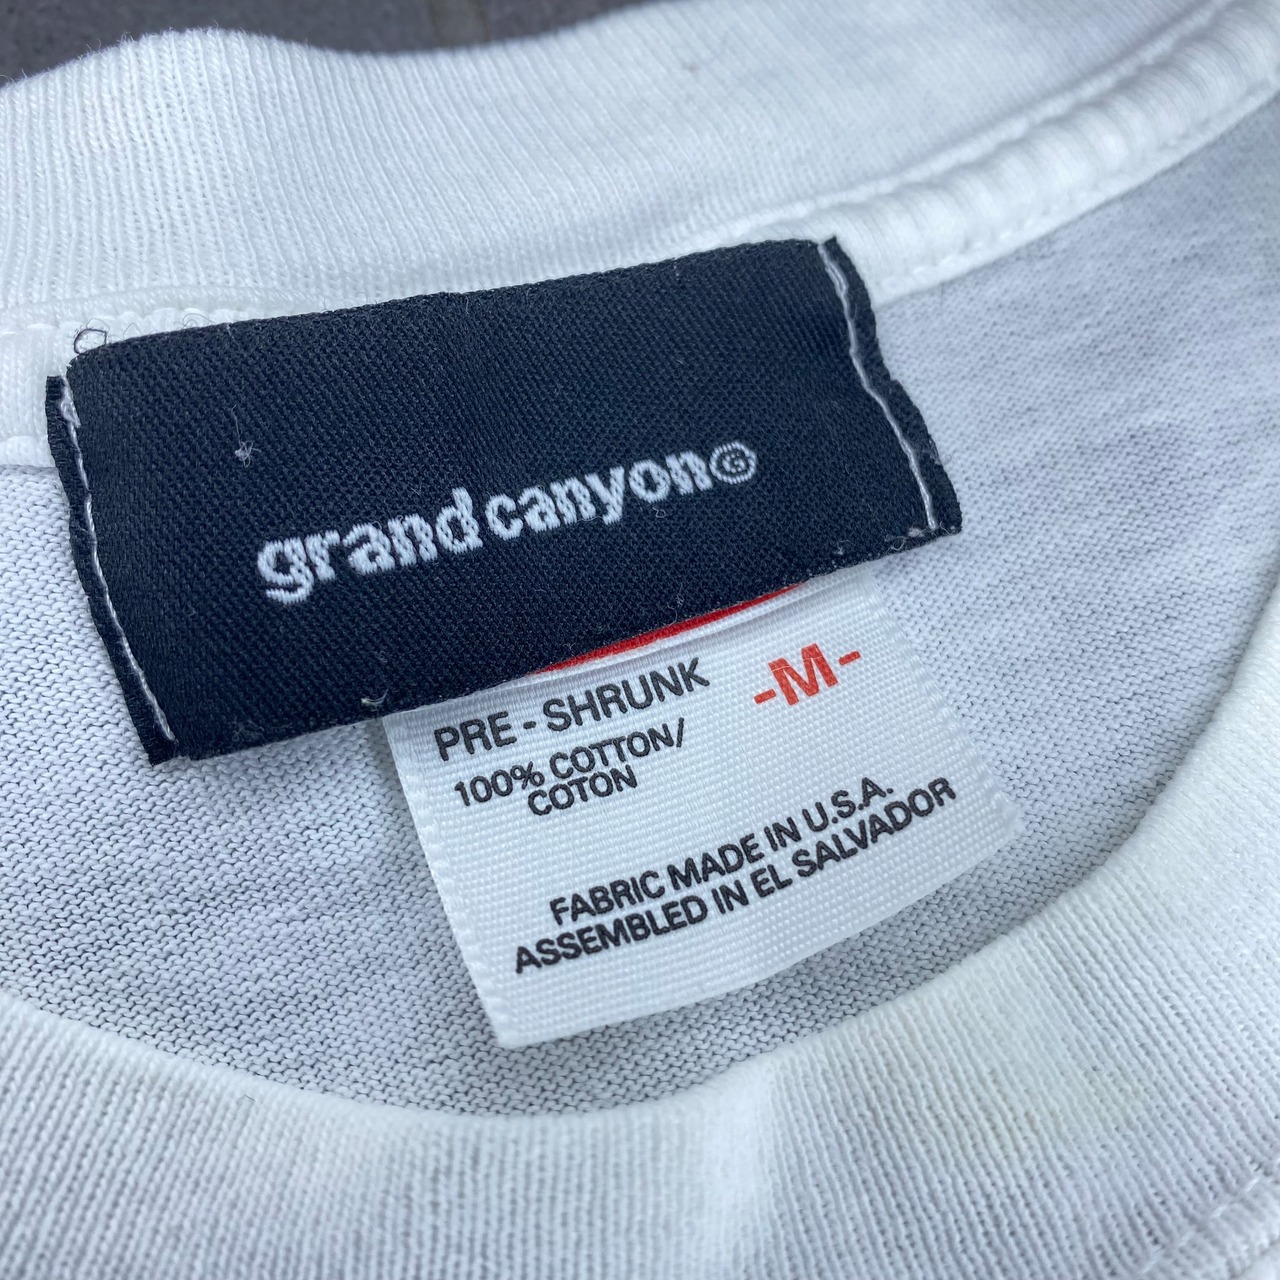 grand canyon
PRE - SHRUNK
-M-
100% COTTON/
COTON
FABRIC MADE IN U.S.A.
ASSEMBLED IN EL SALVADOR